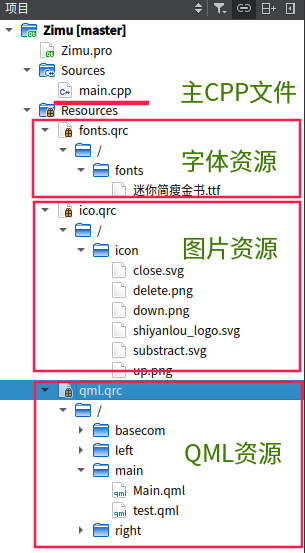 项目
Zimu [master]
Zimu.pro
Sources
main.cpp
主CPP文件
Resources
fonts.qrc
/
字体资源
fonts
迷你简瘦金书.ttf
ico.qrc
/
图片资源
icon
close.svg
delete.png
down.png
shiyanlou_logo.svg
substract.svg
up.png
qml.qrc
/
basecom
QML资源
left
main
Main.qml
test.qml
right